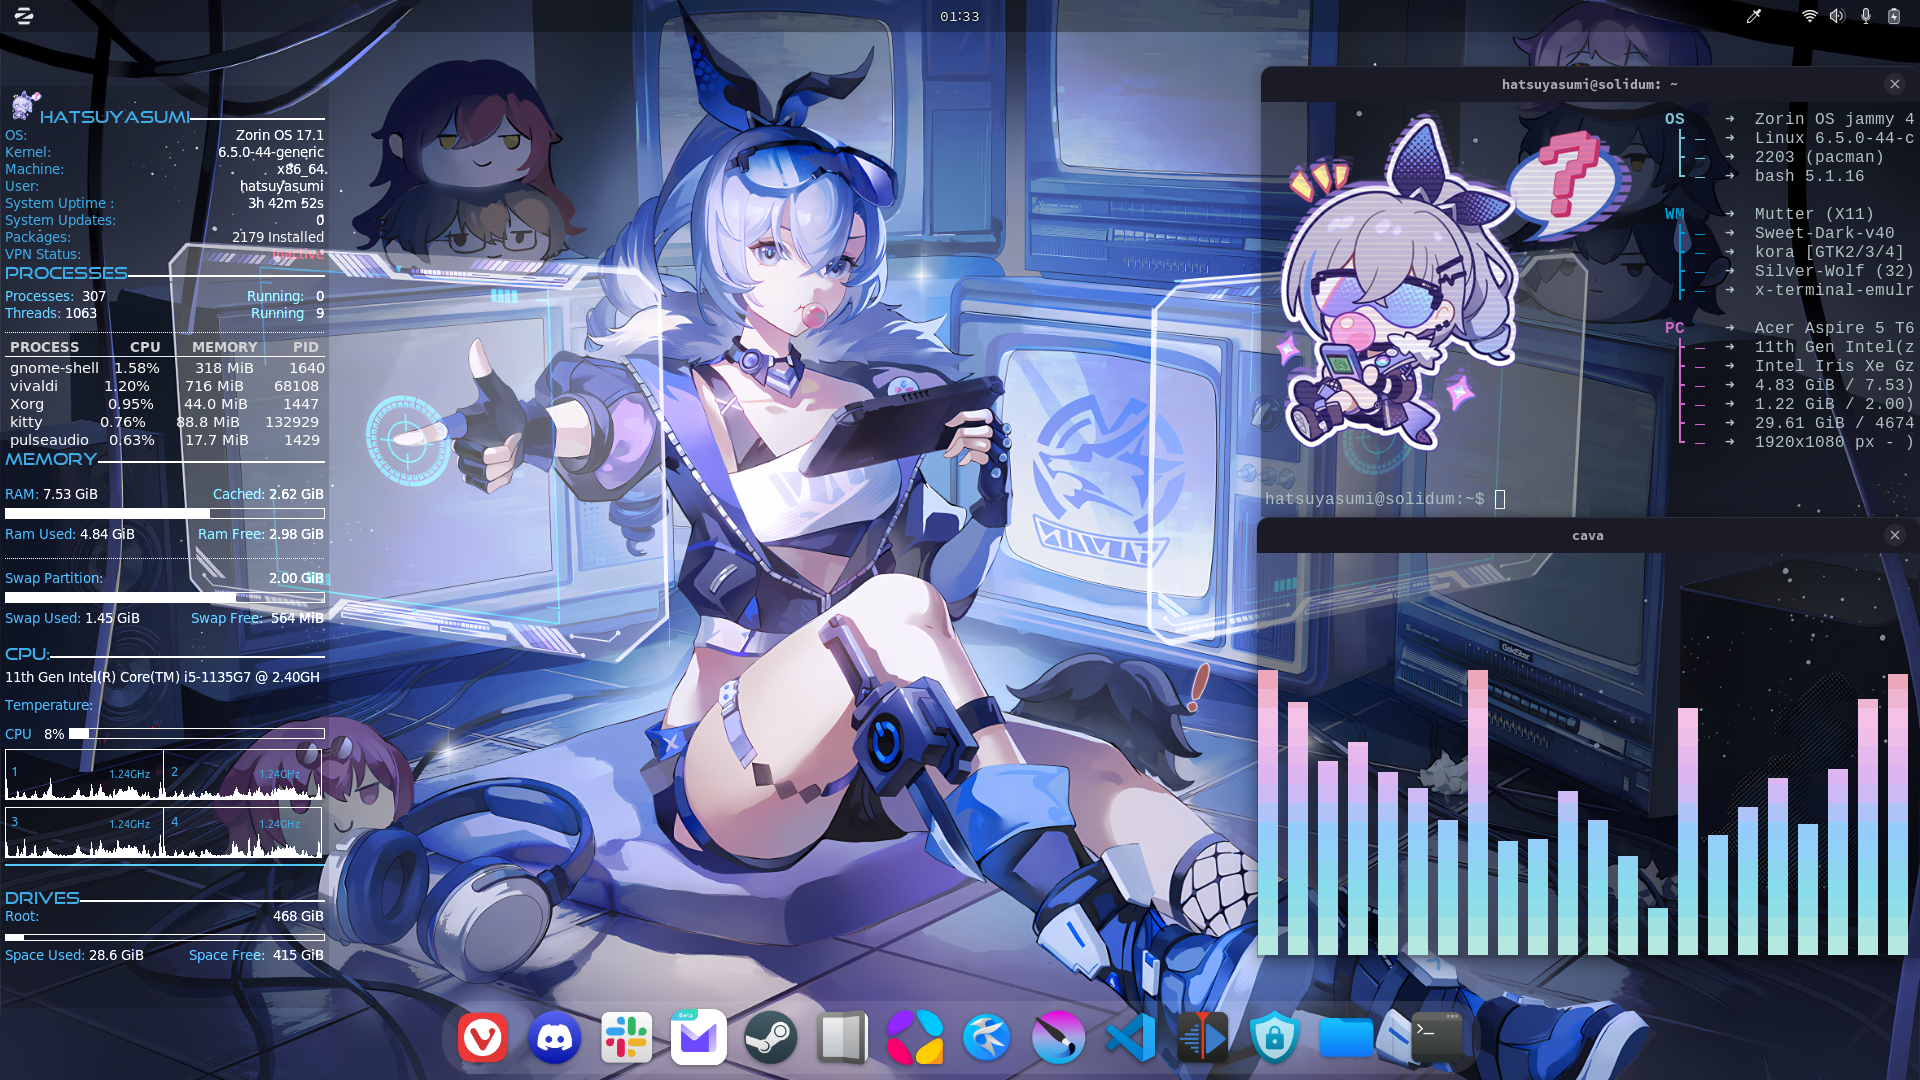 01:33
HATSUYASUMI
OS: Zorin OS 17.1
Kernel: 6.5.0-44-generic
Machine: x86_64
User: hatsuyasumi
System Uptime : 3h 42m 52s
System Updates: 0
Packages: 2179 Installed
VPN Status: Inactive
PROCESSES
Processes: 307 Running: 0
Threads: 1063 Running 9
PROCESS CPU MEMORY PID
gnome-shell 1.58% 318 MiB 1640
vivaldi 1.20% 716 MiB 68108
Xorg 0.95% 44.0 MiB 1447
kitty 0.76% 88.8 MiB 132929
pulseaudio 0.63% 17.7 MiB 1429
MEMORY
RAM: 7.53 GiB Cached: 2.62 GiB
Ram Used: 4.84 GiB Ram Free: 2.98 GiB
Swap Partition: 2.00 GiB
Swap Used: 1.45 GiB Swap Free: 564 MiB
CPU:
11th Gen Intel(R) Core(TM) i5-1135G7 @ 2.40GH
Temperature:
CPU 8%
1 1.24GHz 2 1.24GHz
3 1.24GHz 4 1.24GHz
DRIVES
Root: 468 GiB
Space Used: 28.6 GiB Space Free: 415 GiB
hatsuyasumi@solidum: ~
?
OS ➜ Zorin OS jammy 4
─ ➜ Linux 6.5.0-44-c
─ ➜ 2203 (pacman)
─ ➜ bash 5.1.16
WM ➜ Mutter (X11)
─ ➜ Sweet-Dark-v40
─ ➜ kora [GTK2/3/4]
─ ➜ Silver-Wolf (32)
─ ➜ x-terminal-emulr
PC ➜ Acer Aspire 5 T6
─ ➜ 11th Gen Intel(z
─ ➜ Intel Iris Xe Gz
─ ➜ 4.83 GiB / 7.53)
─ ➜ 1.22 GiB / 2.00)
─ ➜ 29.61 GiB / 4674
─ ➜ 1920x1080 px - )
hatsuyasumi@solidum:~$
cava
GoldStar
!
Beta